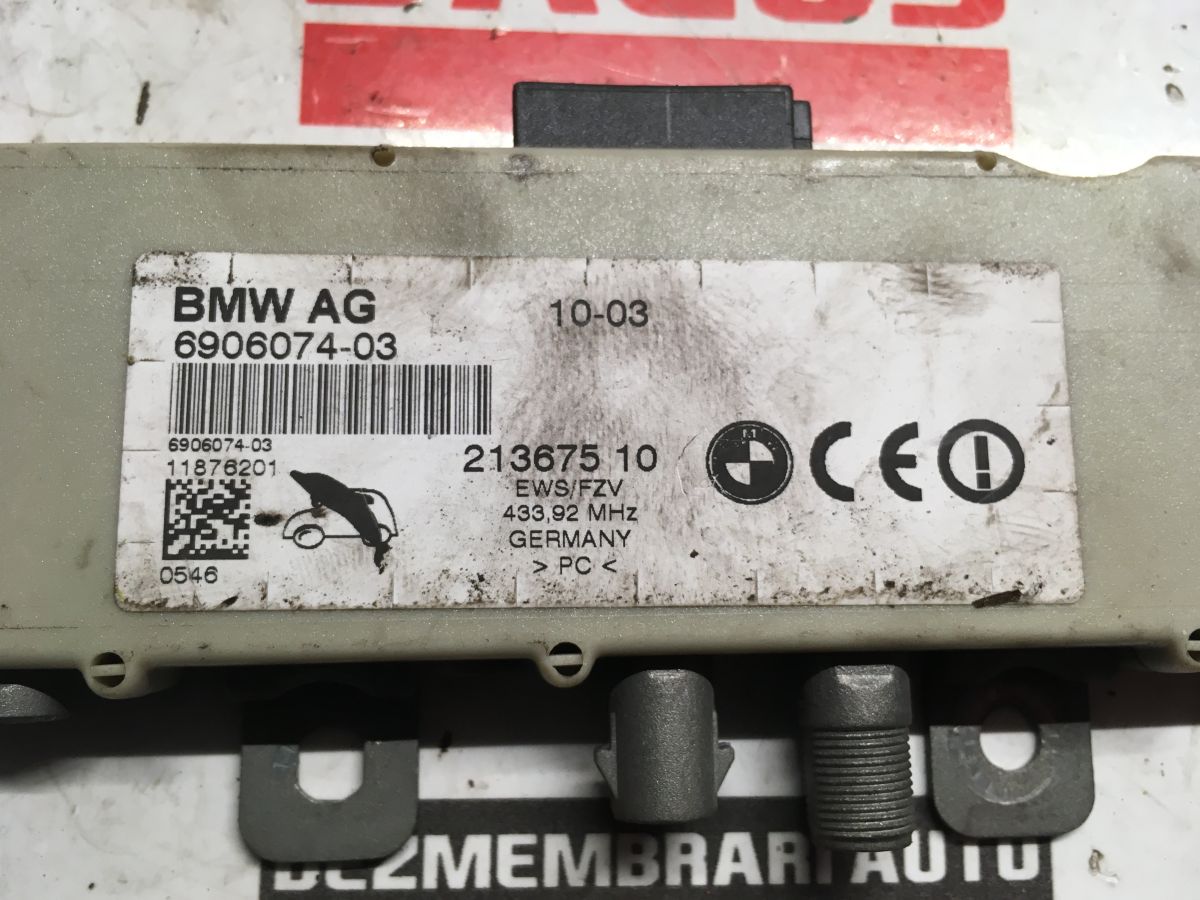 BMW AG
10-03
6906074-03
6906074-03
11876201
213675 10
EWS/FZV
433,92 MHz
GERMANY
> PC <
0546
CE
DEZMEMBRARI AUTO